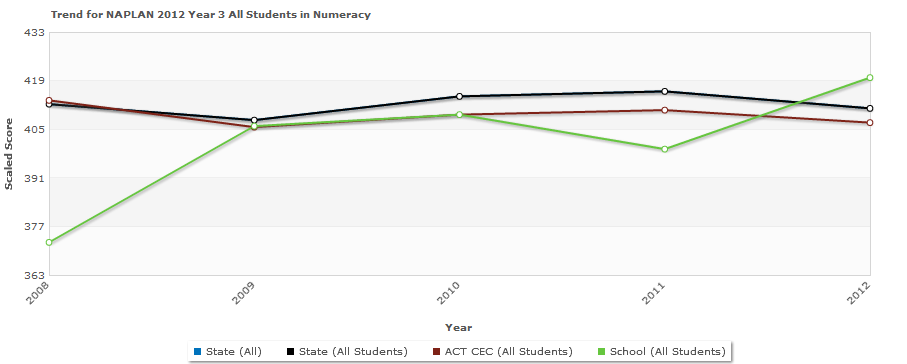 Trend for NAPLAN 2012 Year 3 All Students in Numeracy
433
419
405
391
377
363
Scaled Score
2008 2009 2010 2011 2012
Year
State (All) State (All Students) ACT CEC (All Students) School (All Students)